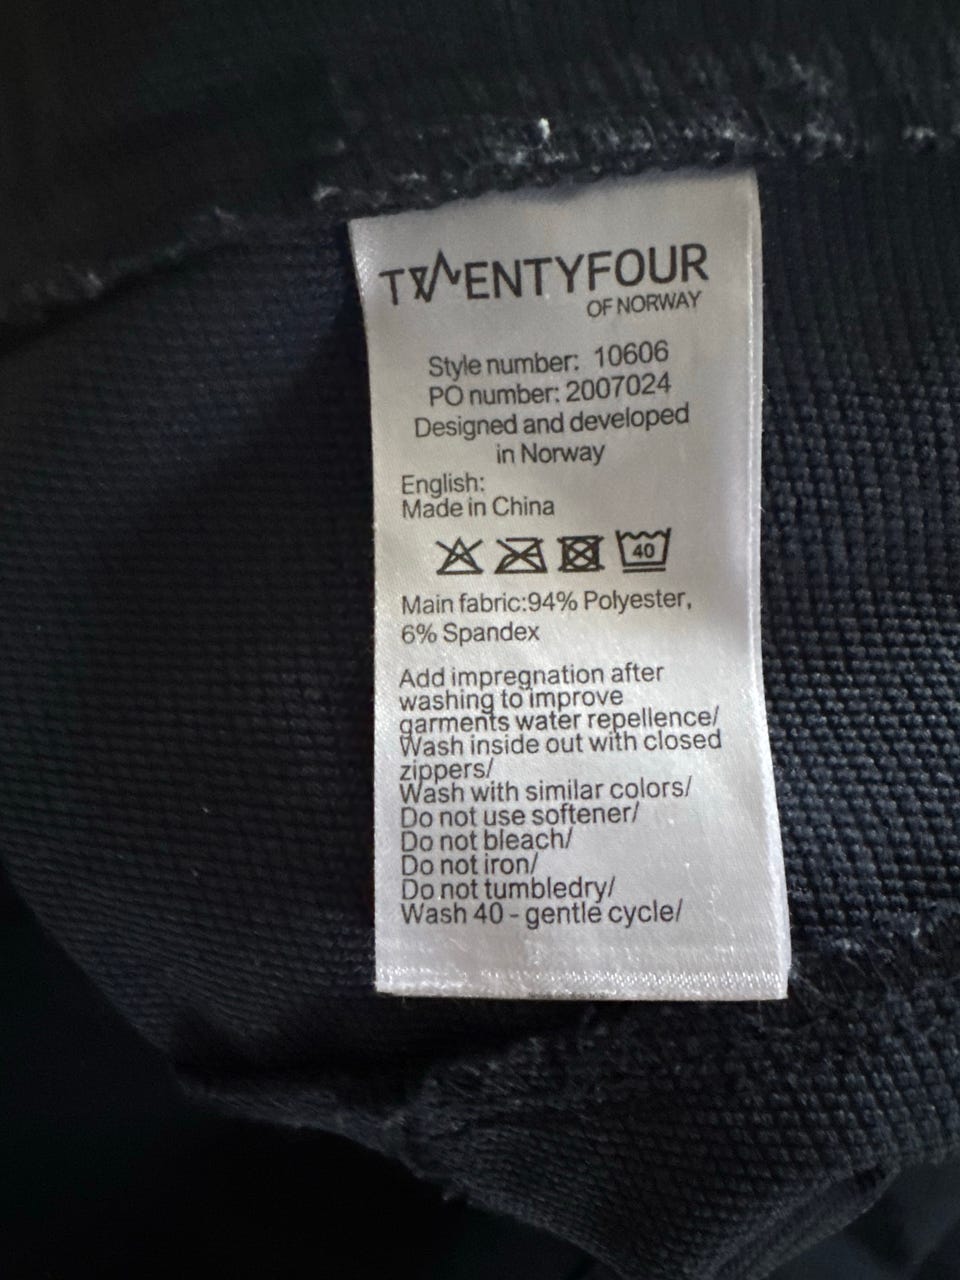 TWENTYFOUR
OF NORWAY
Style number: 10606
PO number: 2007024
Designed and developed
in Norway
English:
Made in China
40
Main fabric:94% Polyester,
6% Spandex
Add impregnation after
washing to improve
garments water repellence/
Wash inside out with closed
zippers/
Wash with similar colors/
Do not use softener/
Do not bleach/
Do not iron/
Do not tumbledry/
Wash 40 - gentle cycle/